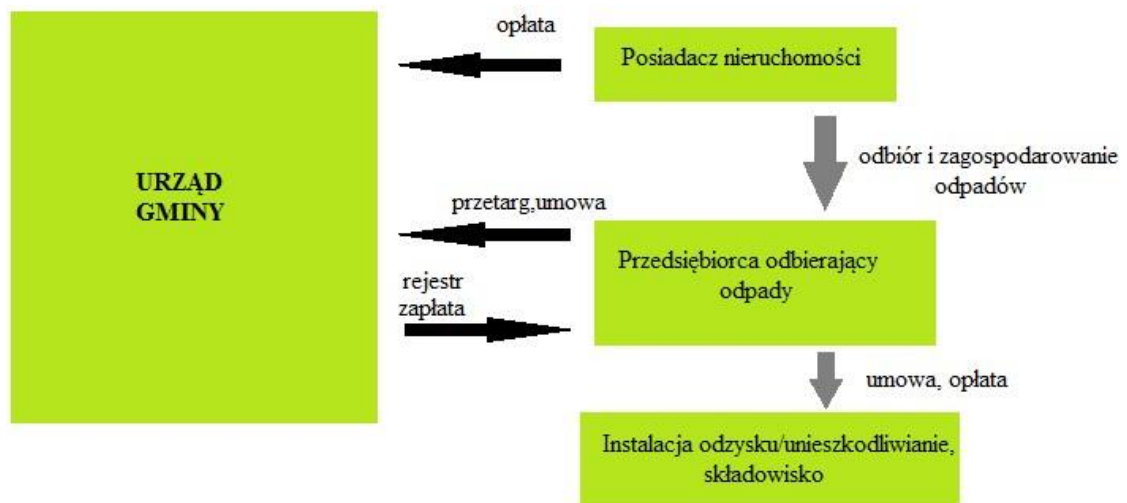 opłata
Posiadacz nieruchomości
odbiór i zagospodarowanie
odpadów
URZĄD
GMINY
przetarg,umowa
Przedsiębiorca odbierający
odpady
rejestr
zapłata
umowa, opłata
Instalacja odzysku/unieszkodliwianie,
składowisko